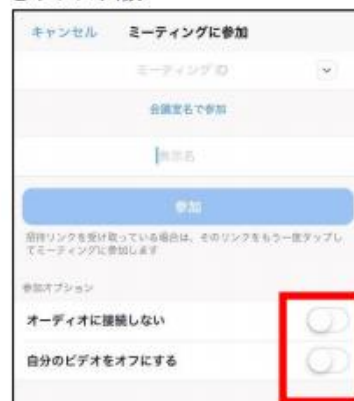 キャンセル ミーティングに参加
ミーティング ID
会議室名で参加
表示名
参加
招待リンクを受け取っている場合は、そのリンクをもう一度タップし
てミーティングに参加します
参加オプション
オーディオに接続しない
自分のビデオをオフにする